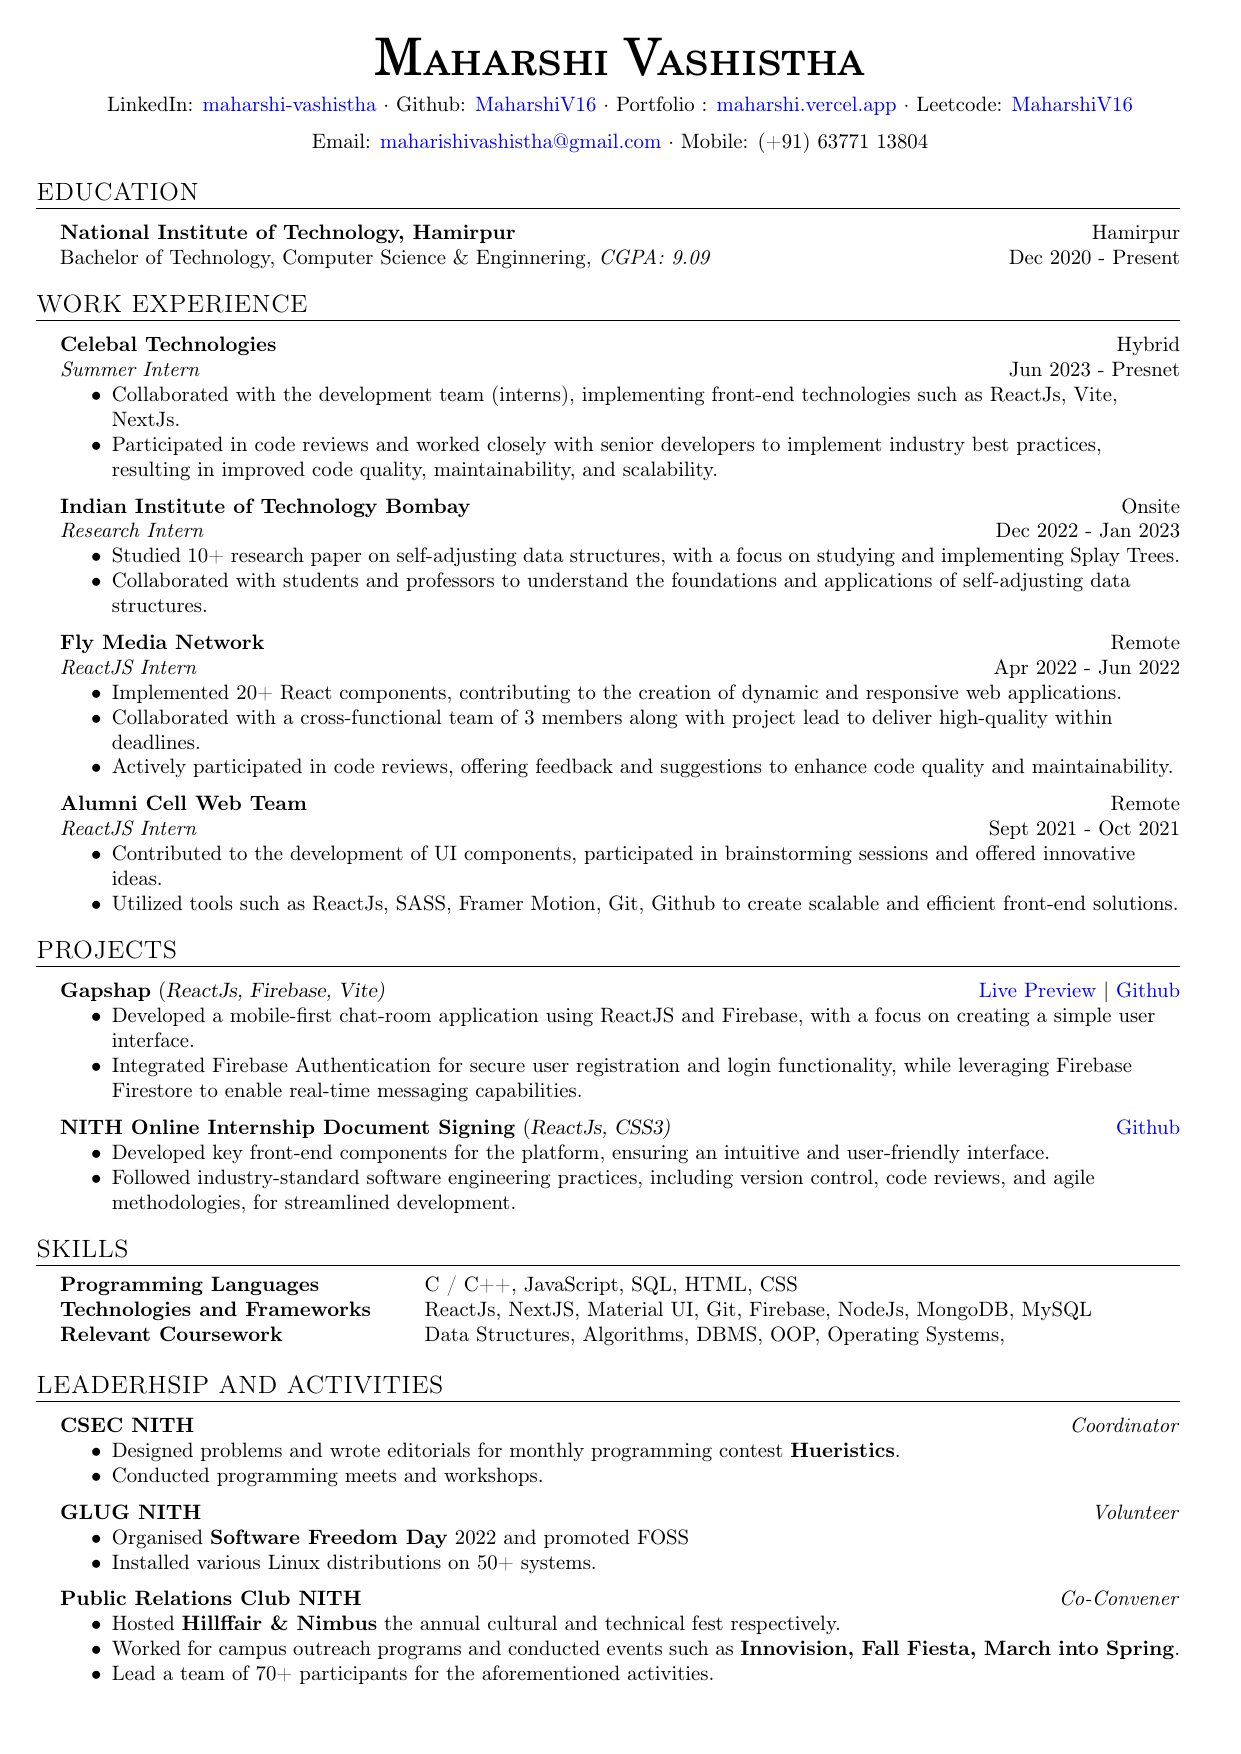 Maharshi Vashistha
LinkedIn: maharshi-vashistha · Github: MaharshiV16 · Portfolio : maharshi.vercel.app · Leetcode: MaharshiV16
Email: maharishivashistha@gmail.com · Mobile: (+91) 63771 13804
EDUCATION
National Institute of Technology, Hamirpur Hamirpur
Bachelor of Technology, Computer Science & Enginnering, CGPA: 9.09 Dec 2020 - Present
WORK EXPERIENCE
Celebal Technologies Hybrid
Summer Intern Jun 2023 - Presnet
• Collaborated with the development team (interns), implementing front-end technologies such as ReactJs, Vite,
NextJs.
• Participated in code reviews and worked closely with senior developers to implement industry best practices,
resulting in improved code quality, maintainability, and scalability.
Indian Institute of Technology Bombay Onsite
Research Intern Dec 2022 - Jan 2023
• Studied 10+ research paper on self-adjusting data structures, with a focus on studying and implementing Splay Trees.
• Collaborated with students and professors to understand the foundations and applications of self-adjusting data
structures.
Fly Media Network Remote
ReactJS Intern Apr 2022 - Jun 2022
• Implemented 20+ React components, contributing to the creation of dynamic and responsive web applications.
• Collaborated with a cross-functional team of 3 members along with project lead to deliver high-quality within
deadlines.
• Actively participated in code reviews, offering feedback and suggestions to enhance code quality and maintainability.
Alumni Cell Web Team Remote
ReactJS Intern Sept 2021 - Oct 2021
• Contributed to the development of UI components, participated in brainstorming sessions and offered innovative
ideas.
• Utilized tools such as ReactJs, SASS, Framer Motion, Git, Github to create scalable and efficient front-end solutions.
PROJECTS
Gapshap (ReactJs, Firebase, Vite) Live Preview | Github
• Developed a mobile-first chat-room application using ReactJS and Firebase, with a focus on creating a simple user
interface.
• Integrated Firebase Authentication for secure user registration and login functionality, while leveraging Firebase
Firestore to enable real-time messaging capabilities.
NITH Online Internship Document Signing (ReactJs, CSS3) Github
• Developed key front-end components for the platform, ensuring an intuitive and user-friendly interface.
• Followed industry-standard software engineering practices, including version control, code reviews, and agile
methodologies, for streamlined development.
SKILLS
Programming Languages C / C++, JavaScript, SQL, HTML, CSS
Technologies and Frameworks ReactJs, NextJS, Material UI, Git, Firebase, NodeJs, MongoDB, MySQL
Relevant Coursework Data Structures, Algorithms, DBMS, OOP, Operating Systems,
LEADERHSIP AND ACTIVITIES
CSEC NITH Coordinator
• Designed problems and wrote editorials for monthly programming contest Hueristics.
• Conducted programming meets and workshops.
GLUG NITH Volunteer
• Organised Software Freedom Day 2022 and promoted FOSS
• Installed various Linux distributions on 50+ systems.
Public Relations Club NITH Co-Convener
• Hosted Hillffair & Nimbus the annual cultural and technical fest respectively.
• Worked for campus outreach programs and conducted events such as Innovision, Fall Fiesta, March into Spring.
• Lead a team of 70+ participants for the aforementioned activities.